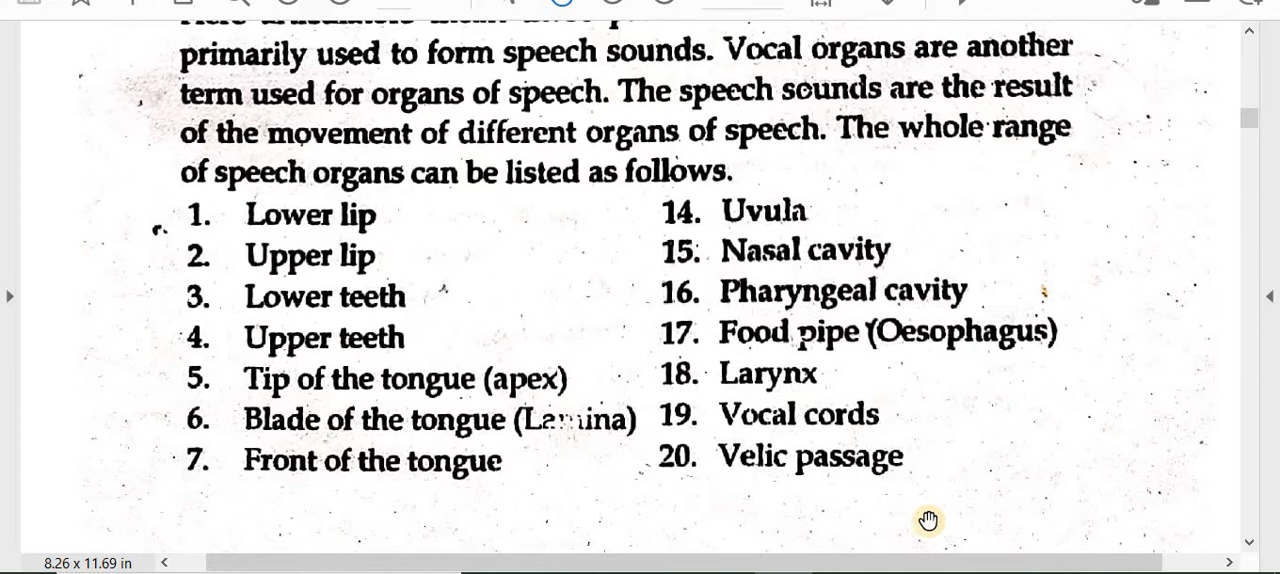 primarily used to form speech sounds. Vocal organs are another
term used for organs of speech. The speech sounds are the result
of the movement of different organs of speech. The whole range
of speech organs can be listed as follows.
1. Lower lip
2. Upper lip
3. Lower teeth
4. Upper teeth
5. Tip of the tongue (apex)
6. Blade of the tongue (Lamina)
7. Front of the tongue
14. Uvula
15. Nasal cavity
16. Pharyngeal cavity
17. Food pipe (Oesophagus)
18. Larynx
19. Vocal cords
20. Velic passage
8.26 x 11.69 in